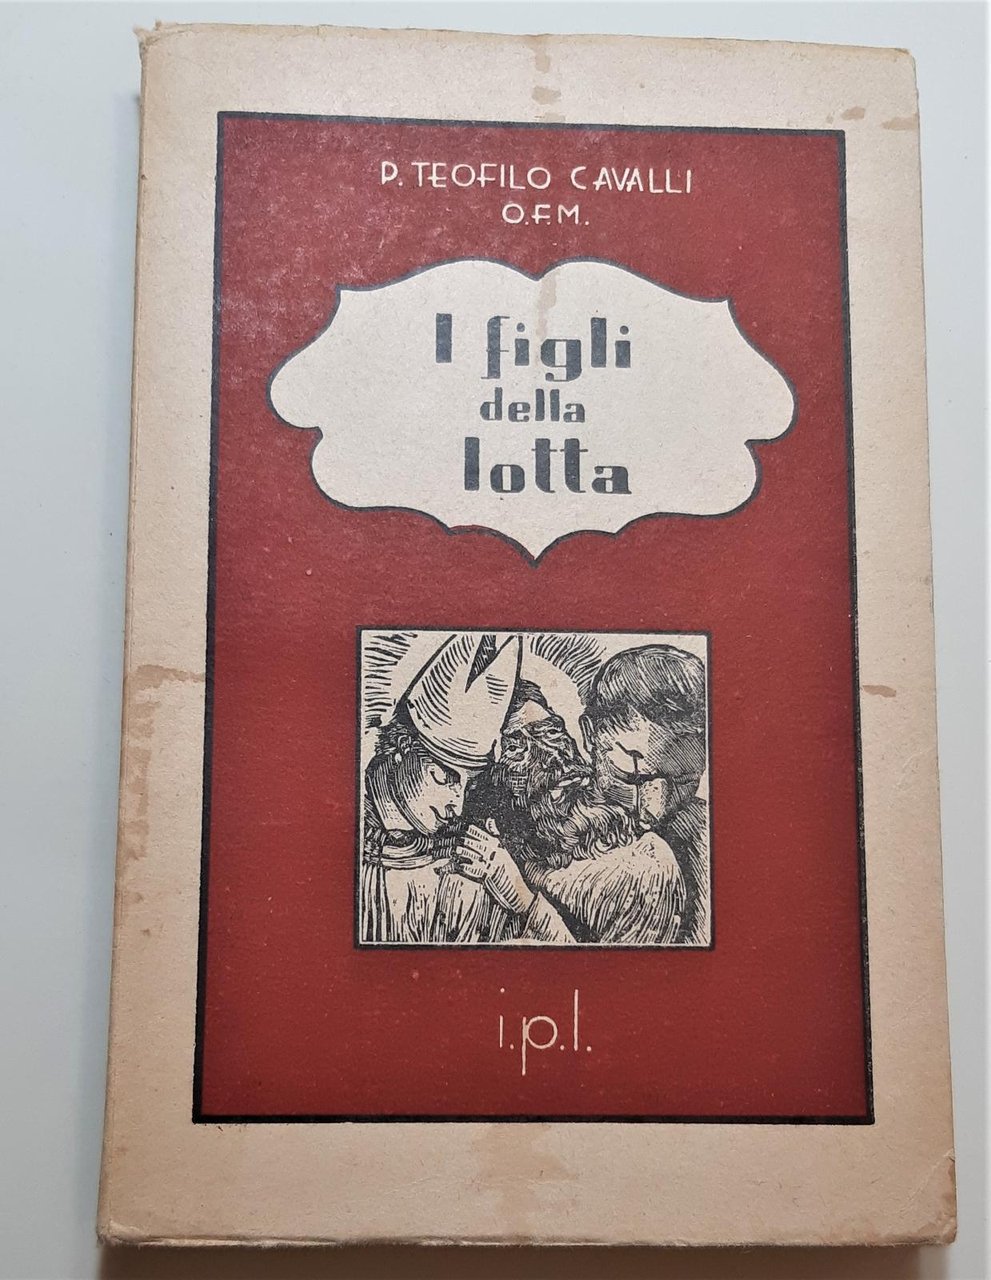 P. TEOFILO CAVALLI
O.F.M.
I figli
della
lotta
i.p.l.